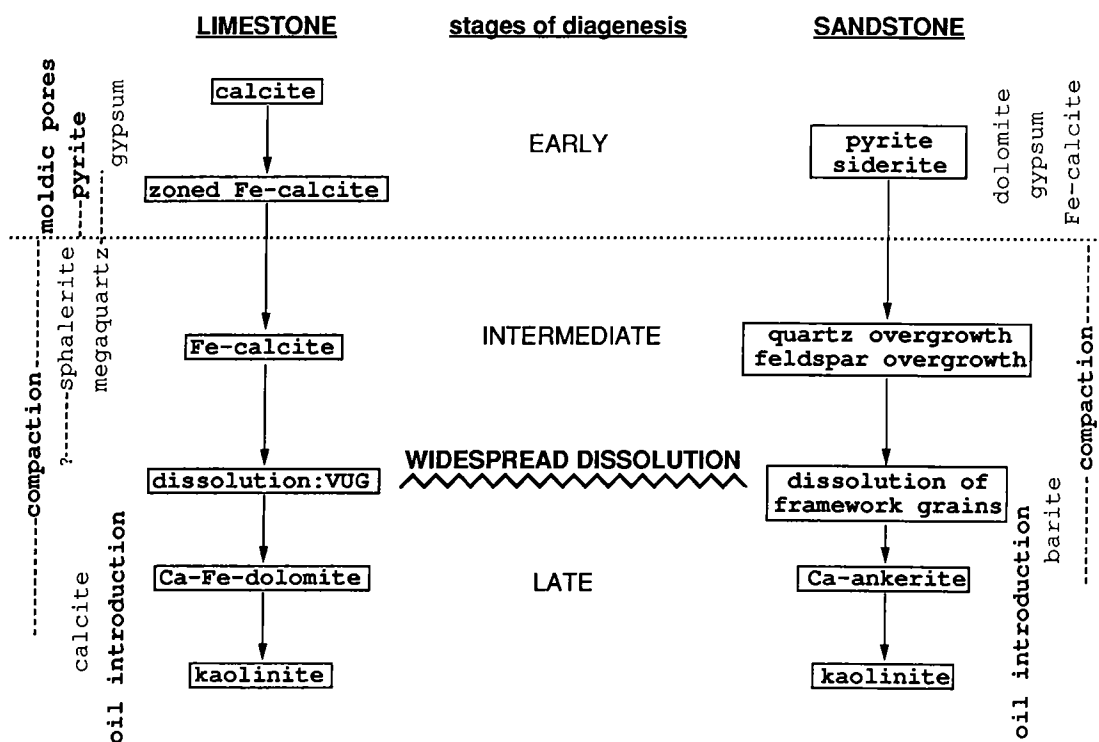 LIMESTONE
stages of diagenesis
SANDSTONE
moldic pores
pyrite
gypsum
calcite
zoned Fe-calcite
EARLY
pyrite
siderite
dolomite
gypsum
Fe-calcite
compaction
?------sphalerite
megaquartz
Fe-calcite
INTERMEDIATE
quartz overgrowth
feldspar overgrowth
compaction
WIDESPREAD DISSOLUTION
dissolution:VUG
dissolution of
framework grains
calcite
oil introduction
Ca-Fe-dolomite
LATE
Ca-ankerite
oil introduction
barite
kaolinite
kaolinite